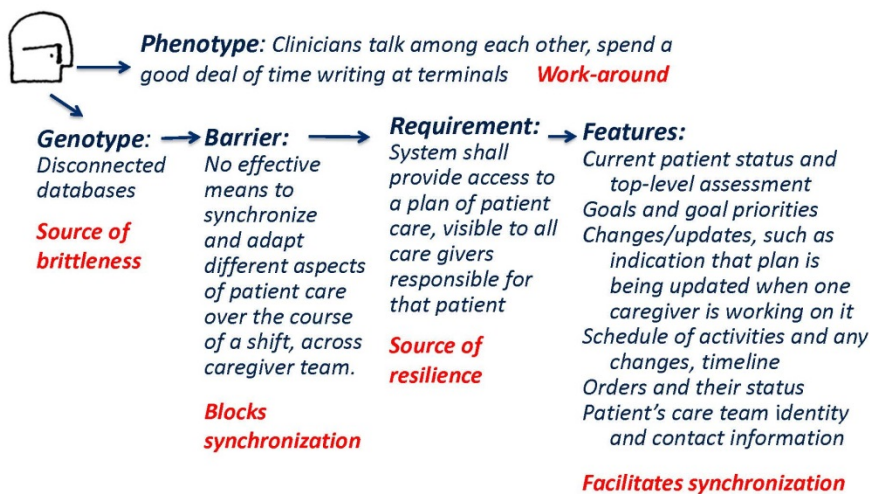 Phenotype: Clinicians talk among each other, spend a
good deal of time writing at terminals Work-around
Genotype:
Disconnected
databases
Source of
brittleness
Barrier:
No effective
means to
synchronize
and adapt
different aspects
of patient care
over the course
of a shift, across
caregiver team.
Blocks
synchronization
Requirement:
System shall
provide access to
a plan of patient
care, visible to all
care givers
responsible for
that patient
Source of
resilience
Features:
Current patient status and
top-level assessment
Goals and goal priorities
Changes/updates, such as
indication that plan is
being updated when one
caregiver is working on it
Schedule of activities and any
changes, timeline
Orders and their status
Patient's care team identity
and contact information
Facilitates synchronization